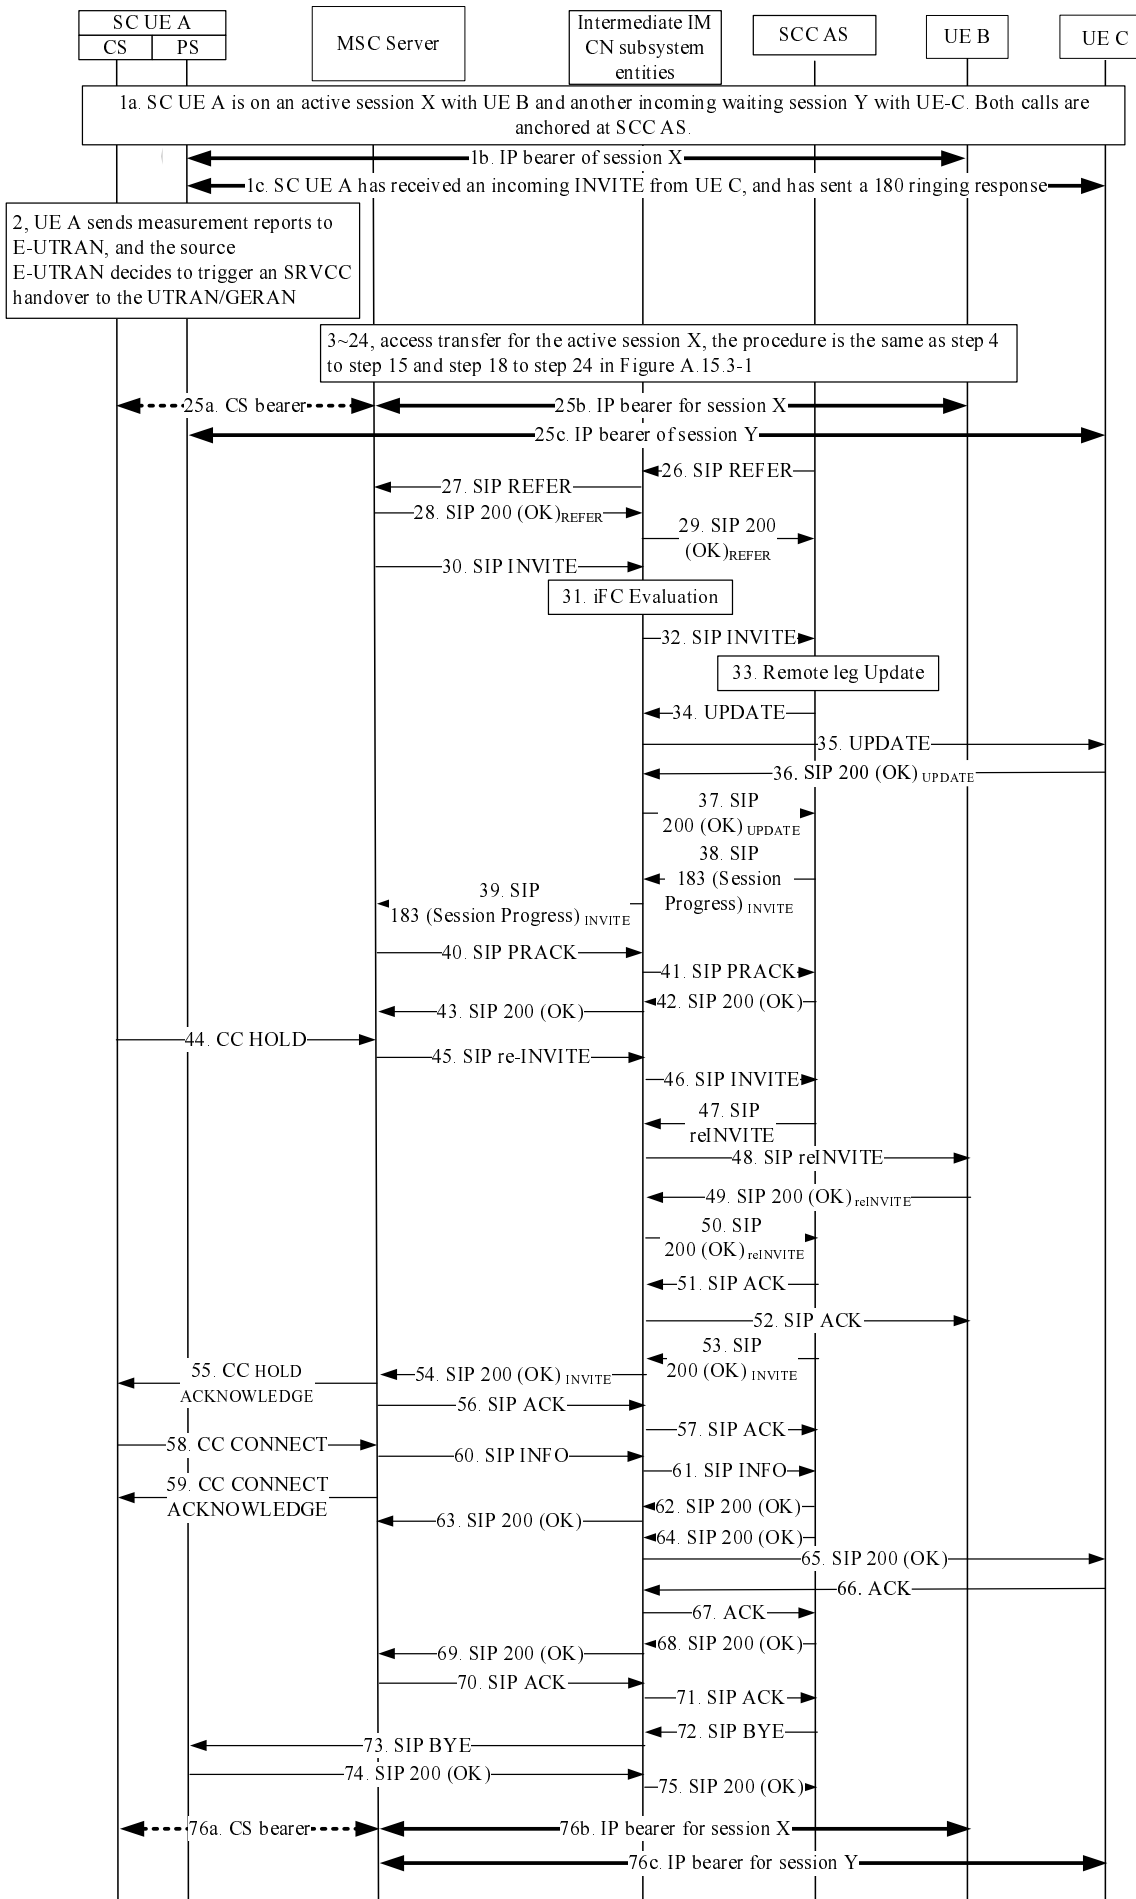 SC UE A
CS
PS
MSC Server
Intermediate IM
CN subsystem
entities
SCC AS
UE B
UE C
1a. SC UE A is on an active session X with UE B and another incoming waiting session Y with UE-C. Both calls are
anchored at SCC AS.
1b. IP bearer of session X
1c. SC UE A has received an incoming INVITE from UE C, and has sent a 180 ringing response
2, UE A sends measurement reports to
E-UTRAN, and the source
E-UTRAN decides to trigger an SRVCC
handover to the UTRAN/GERAN
3~24, access transfer for the active session X, the procedure is the same as step 4
to step 15 and step 18 to step 24 in Figure A.15.3-1
25a. CS bearer
25b. IP bearer for session X
25c. IP bearer of session Y
26. SIP REFER
27. SIP REFER
28. SIP 200 (OK)REFER
29. SIP 200
(OK)REFER
30. SIP INVITE
31. iFC Evaluation
32. SIP INVITE
33. Remote leg Update
34. UPDATE
35. UPDATE
36. SIP 200 (OK) UPDATE
37. SIP
200 (OK) UPDATE
38. SIP
183 (Session
Progress) INVITE
39. SIP
183 (Session Progress) INVITE
40. SIP PRACK
41. SIP PRACK
42. SIP 200 (OK)
43. SIP 200 (OK)
44. CC HOLD
45. SIP re-INVITE
46. SIP INVITE
47. SIP
reINVITE
48. SIP reINVITE
49. SIP 200 (OK) reINVITE
50. SIP
200 (OK) reINVITE
51. SIP ACK
52. SIP ACK
53. SIP
200 (OK) INVITE
54. SIP 200 (OK) INVITE
55. CC HOLD
ACKNOWLEDGE
56. SIP ACK
57. SIP ACK
58. CC CONNECT
60. SIP INFO
61. SIP INFO
59. CC CONNECT
ACKNOWLEDGE
62. SIP 200 (OK)
63. SIP 200 (OK)
64. SIP 200 (OK)
65. SIP 200 (OK)
66. ACK
67. ACK
68. SIP 200 (OK)
69. SIP 200 (OK)
70. SIP ACK
71. SIP ACK
72. SIP BYE
73. SIP BYE
74. SIP 200 (OK)
75. SIP 200 (OK)
76a. CS bearer
76b. IP bearer for session X
76c. IP bearer for session Y